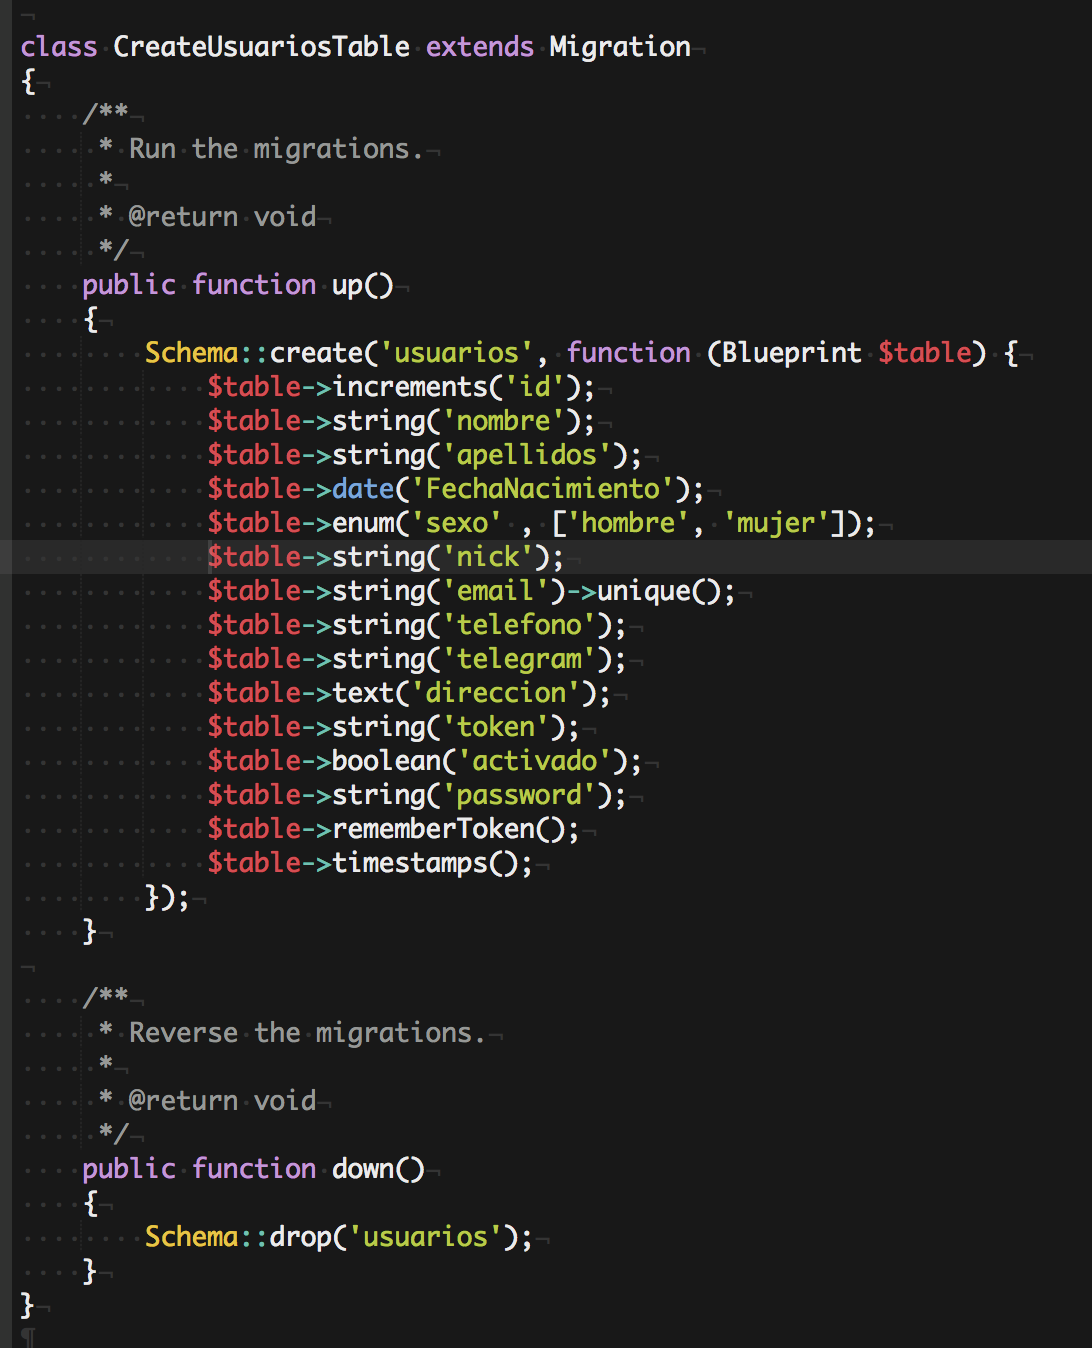 class CreateUsuariosTable extends Migration
{
    /**
     * Run the migrations.
     *
     * @return void
     */
    public function up()
    {
        Schema::create('usuarios', function (Blueprint $table) {
            $table->increments('id');
            $table->string('nombre');
            $table->string('apellidos');
            $table->date('FechaNacimiento');
            $table->enum('sexo' , ['hombre', 'mujer']);
            $table->string('nick');
            $table->string('email')->unique();
            $table->string('telefono');
            $table->string('telegram');
            $table->text('direccion');
            $table->string('token');
            $table->boolean('activado');
            $table->string('password');
            $table->rememberToken();
            $table->timestamps();
        });
    }

    /**
     * Reverse the migrations.
     *
     * @return void
     */
    public function down()
    {
        Schema::drop('usuarios');
    }
}